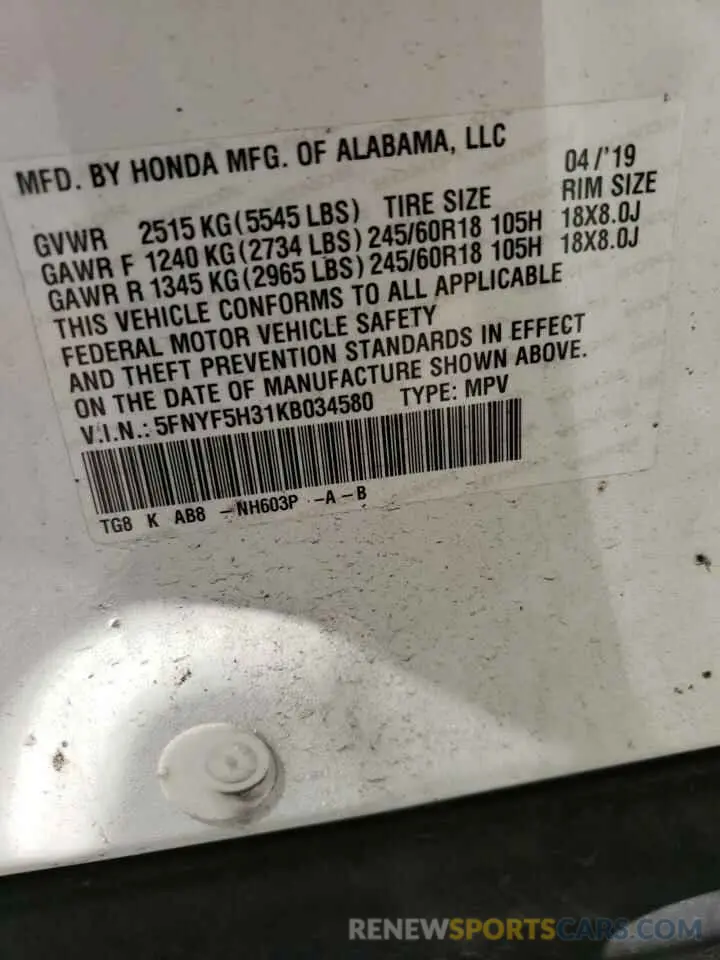 MFD. BY HONDA MFG. OF ALABAMA, LLC 04/'19
GVWR 2515 KG(5545 LBS) TIRE SIZE RIM SIZE
GAWR F 1240 KG(2734 LBS) 245/60R18 105H 18X8.0J
GAWR R 1345 KG(2965 LBS) 245/60R18 105H 18X8.0J
THIS VEHICLE CONFORMS TO ALL APPLICABLE
FEDERAL MOTOR VEHICLE SAFETY
AND THEFT PREVENTION STANDARDS IN EFFECT
ON THE DATE OF MANUFACTURE SHOWN ABOVE.
V.I.N.: 5FNYF5H31KB034580 TYPE: MPV
TG8 K AB8 -NH603P -A-B
RENEWSPORTSCARS.COM